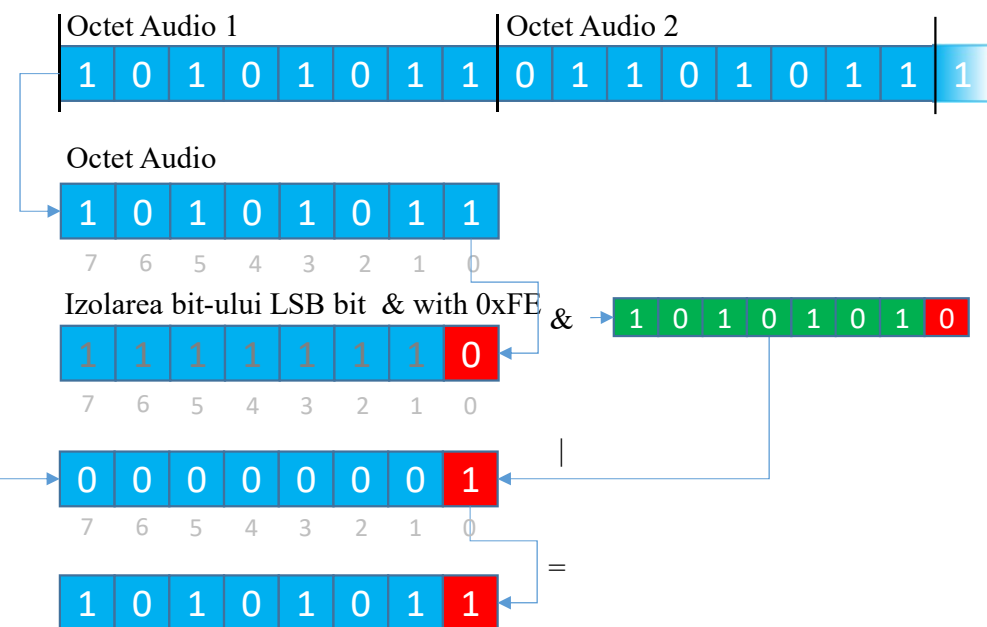 Octet Audio 1 Octet Audio 2
1 0 1 0 1 0 1 1 0 1 1 0 1 0 1 1 1
Octet Audio
1 0 1 0 1 0 1 1
7 6 5 4 3 2 1 0
Izolarea bit-ului LSB bit & with 0xFE
& 1 0 1 0 1 0 1 0
1 1 1 1 1 1 1 0
7 6 5 4 3 2 1 0
|
0 0 0 0 0 0 0 1
7 6 5 4 3 2 1 0
=
1 0 1 0 1 0 1 1